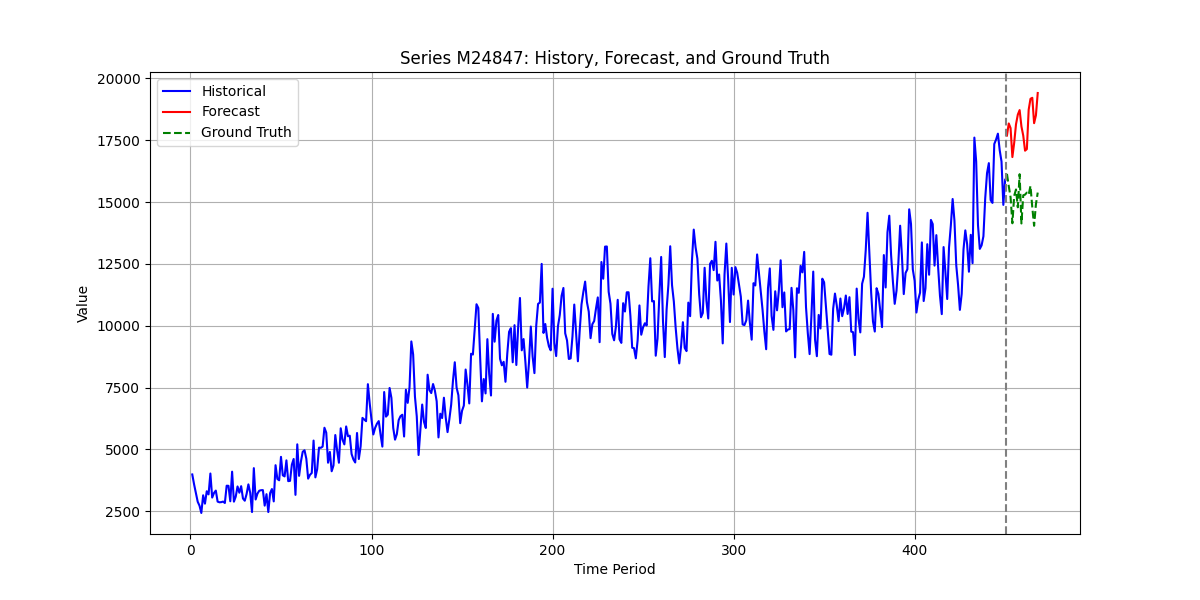 Series M24847: History, Forecast, and Ground Truth
Historical
Forecast
Ground Truth
20000
17500
15000
12500
10000
7500
5000
2500
Value
0
100
200
300
400
Time Period